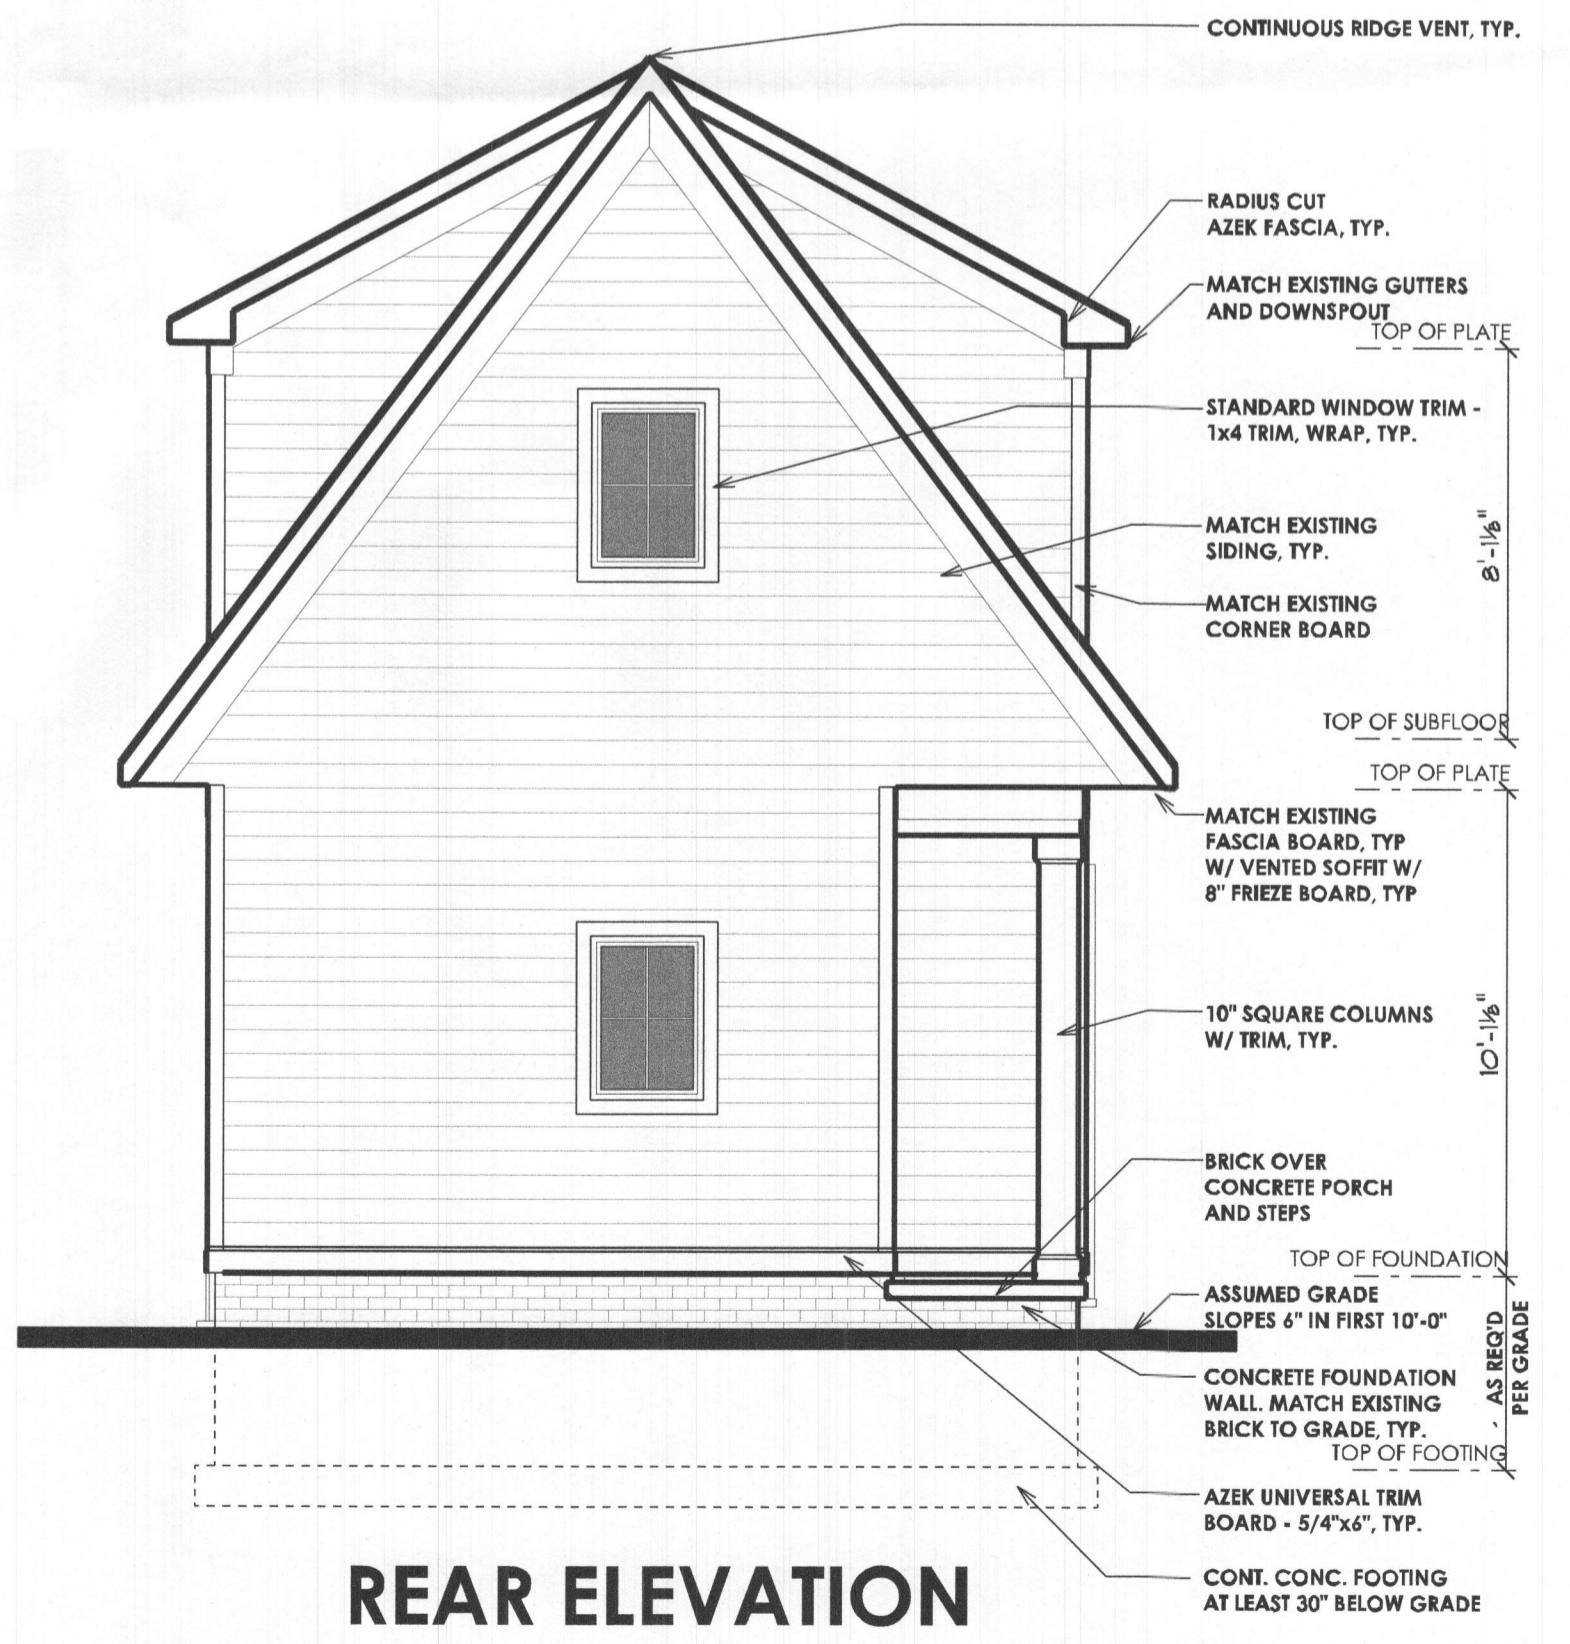 CONTINUOUS RIDGE VENT, TYP.
RADIUS CUT
AZEK FASCIA, TYP.
MATCH EXISTING GUTTERS
AND DOWNSPOUT
TOP OF PLATE
STANDARD WINDOW TRIM -
1x4 TRIM, WRAP, TYP.
MATCH EXISTING
SIDING, TYP.
8'-1⅛"
MATCH EXISTING
CORNER BOARD
TOP OF SUBFLOOR
TOP OF PLATE
MATCH EXISTING
FASCIA BOARD, TYP
W/ VENTED SOFFIT W/
8" FRIEZE BOARD, TYP
10" SQUARE COLUMNS
W/ TRIM, TYP.
10'-1⅛"
BRICK OVER
CONCRETE PORCH
AND STEPS
TOP OF FOUNDATION
ASSUMED GRADE
SLOPES 6" IN FIRST 10'-0"
AS REQ'D
PER GRADE
CONCRETE FOUNDATION
WALL. MATCH EXISTING
BRICK TO GRADE, TYP.
TOP OF FOOTING
AZEK UNIVERSAL TRIM
BOARD - 5/4"x6", TYP.
CONT. CONC. FOOTING
AT LEAST 30" BELOW GRADE
REAR ELEVATION